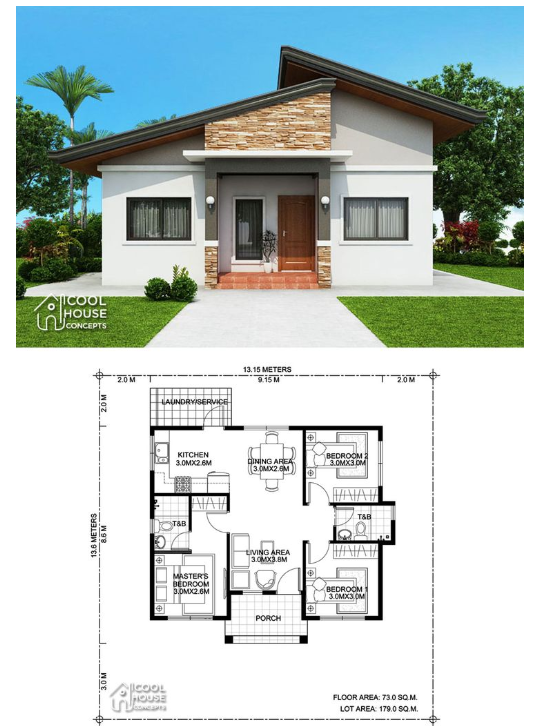 COOL
HOUSE
CONCEPTS
13.15 METERS
2.0 M
9.15 M
2.0 M
2.0 M
LAUNDRY/SERVICE
KITCHEN
3.0MX2.6M
DINING AREA
3.0MX2.6M
BEDROOM 2
3.0MX3.0M
T&B
T&B
13.6 METERS
8.6 M
LIVING AREA
3.0MX3.8M
MASTER'S
BEDROOM
3.0MX2.6M
BEDROOM 1
3.0MX3.0M
PORCH
3.0 M
COOL
HOUSE
CONCEPTS
FLOOR AREA: 73.0 SQ.M.
LOT AREA: 179.0 SQ.M.